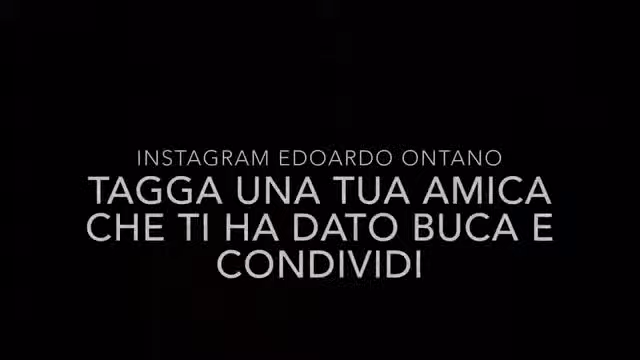 INSTAGRAM EDOARDO ONTANO
TAGGA UNA TUA AMICA
CHE TI HA DATO BUCA E
CONDIVIDI